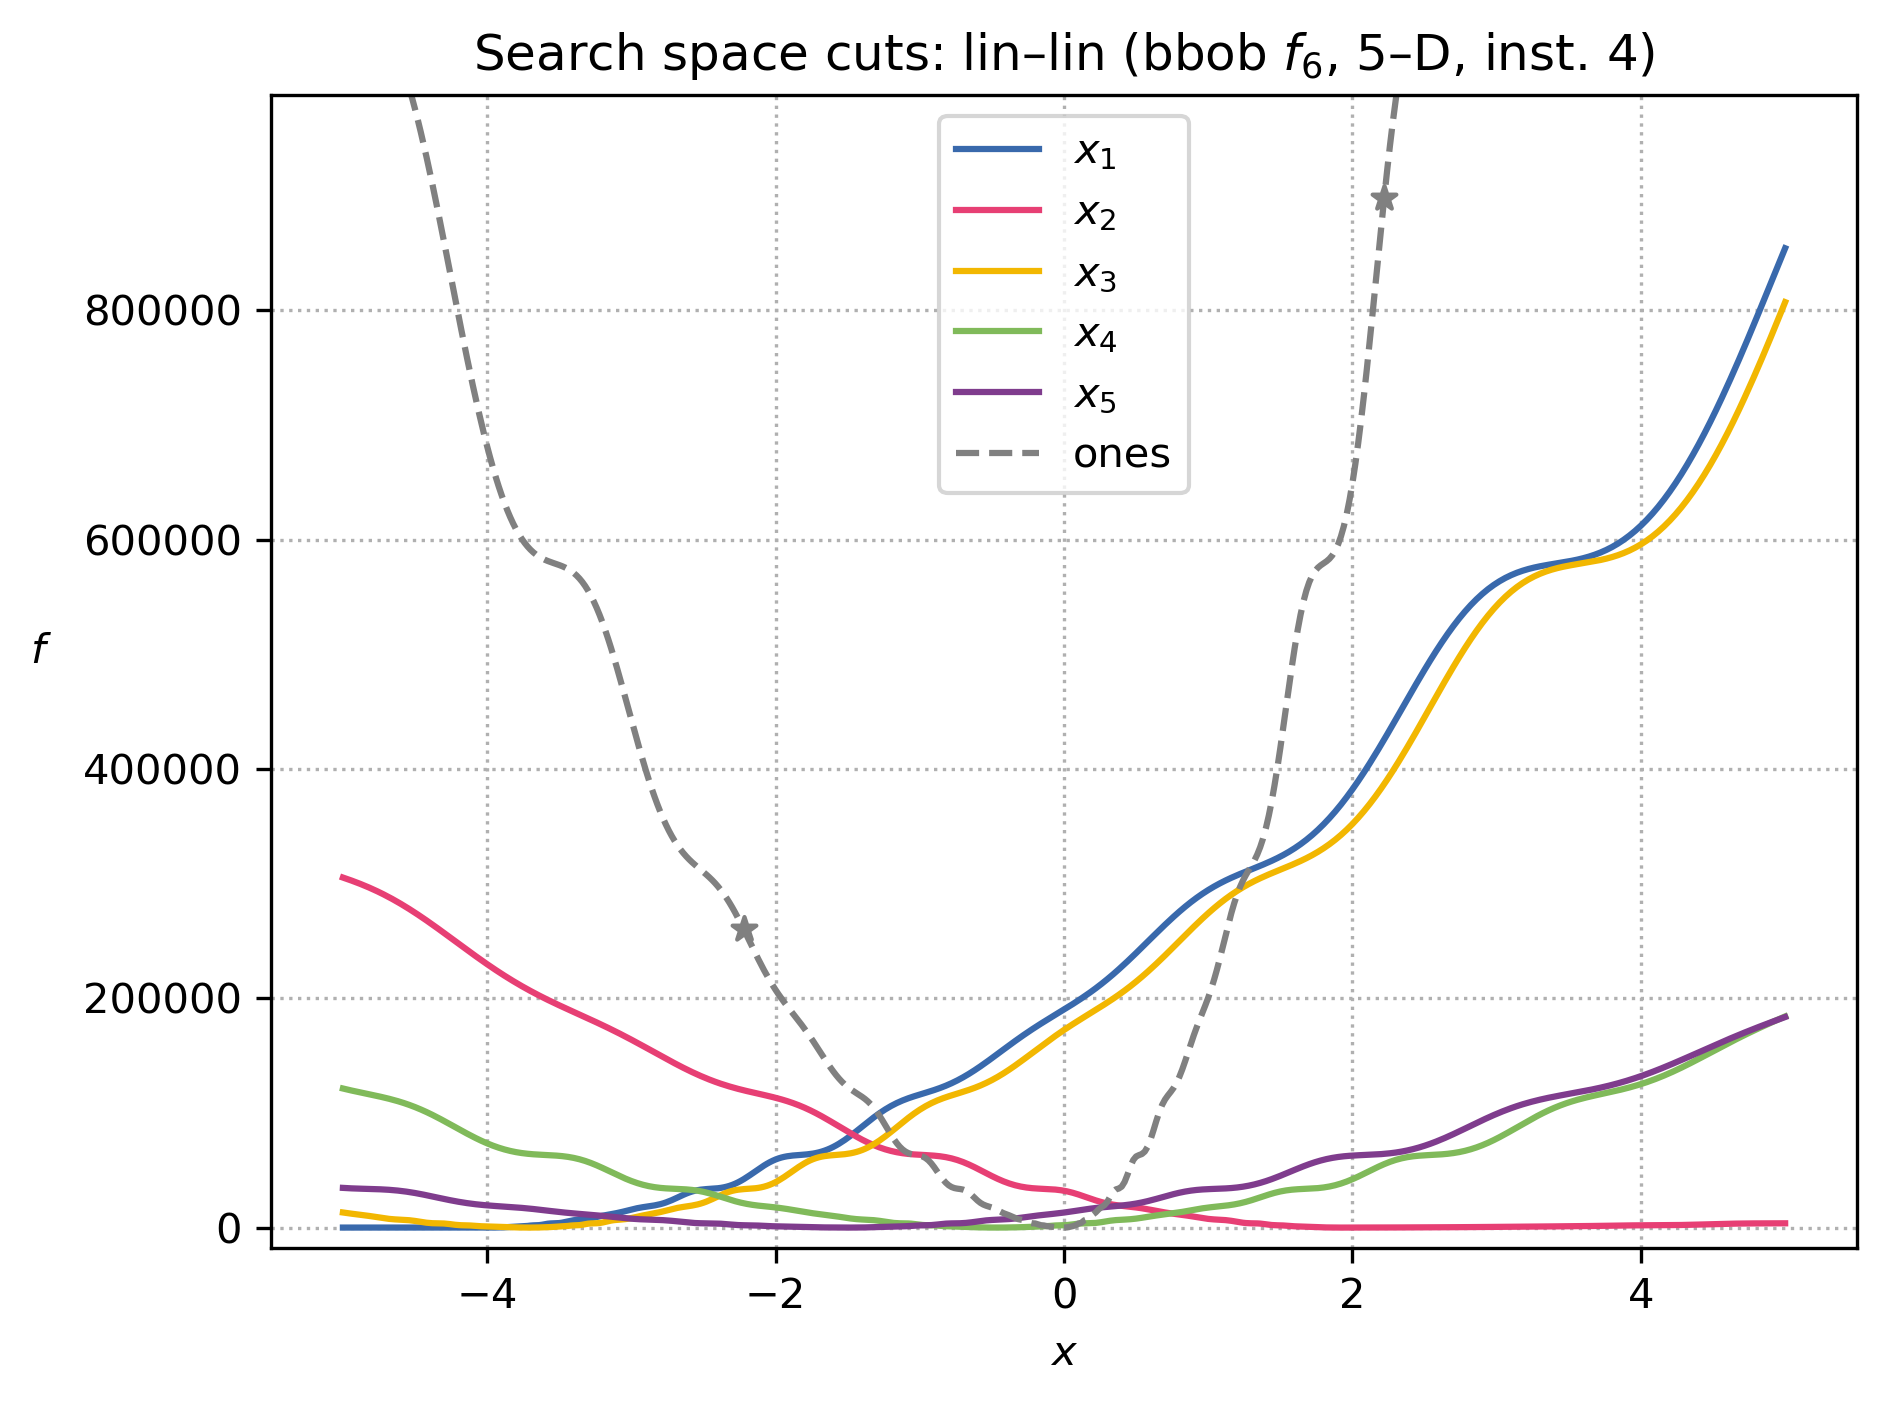 Search space cuts: lin–lin (bbob f₆, 5–D, inst. 4)
x₁
x₂
x₃
x₄
x₅
ones
800000
600000
400000
200000
0
f
−4 −2 0 2 4
x